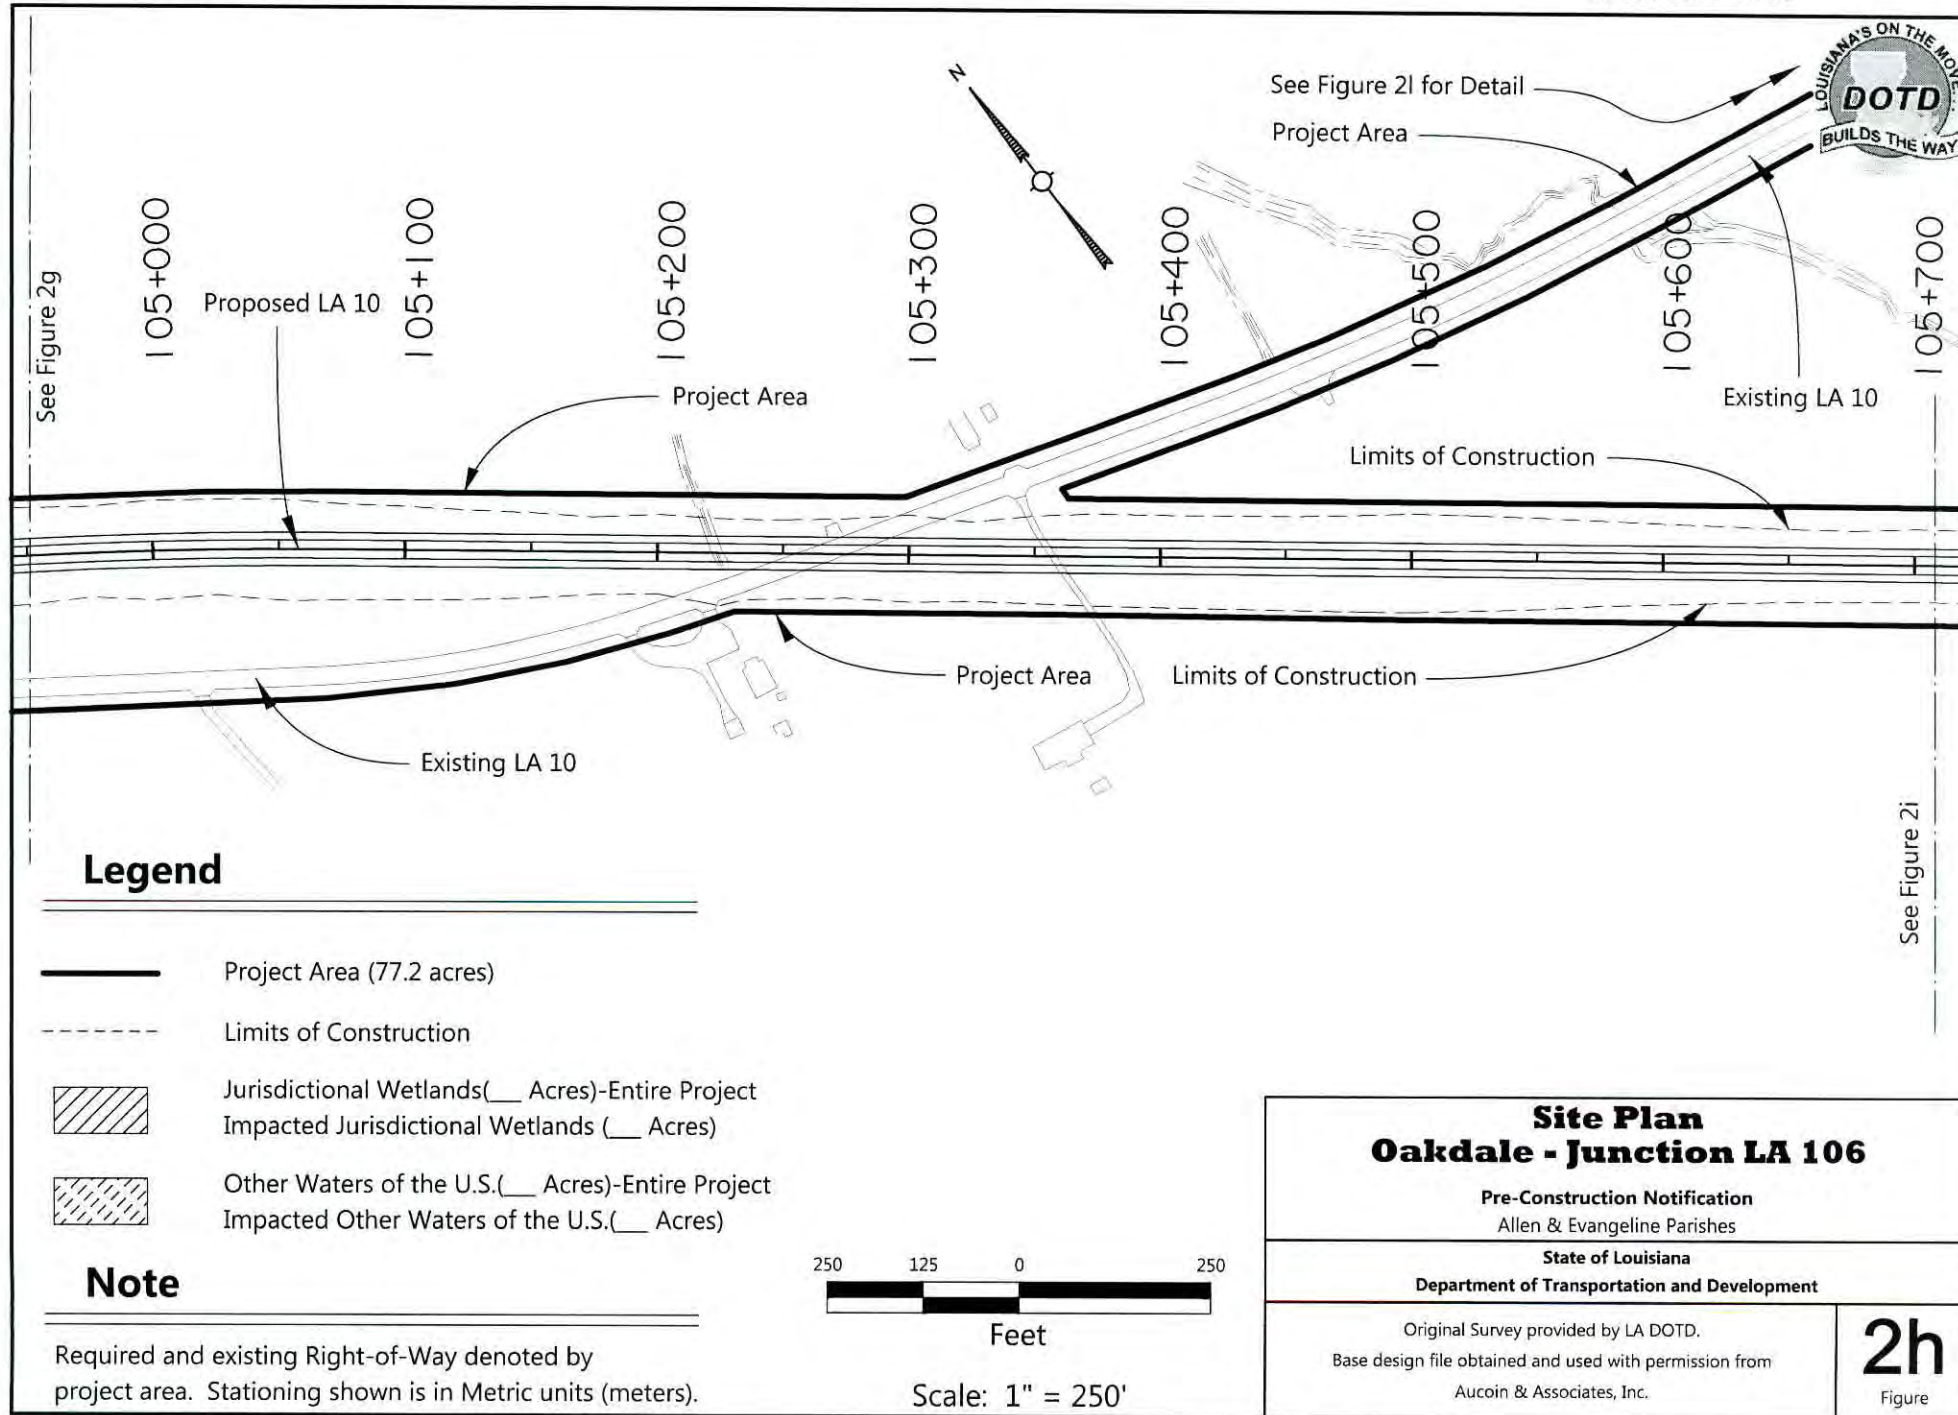 LOUISIANA'S ON THE MOVE...
DOTD
BUILDS THE WAY
N
See Figure 2l for Detail
Project Area
105+000
105+100
105+200
105+300
105+400
105+500
105+600
105+700
See Figure 2g
Proposed LA 10
Project Area
Existing LA 10
Limits of Construction
Project Area
Limits of Construction
Existing LA 10
See Figure 2i
Legend
Project Area (77.2 acres)
Limits of Construction
Jurisdictional Wetlands(__ Acres)-Entire Project
Impacted Jurisdictional Wetlands (__ Acres)
Other Waters of the U.S.(__ Acres)-Entire Project
Impacted Other Waters of the U.S.(__ Acres)
Note
Required and existing Right-of-Way denoted by
project area. Stationing shown is in Metric units (meters).
250 125 0 250
Feet
Scale: 1" = 250'
Site Plan
Oakdale - Junction LA 106
Pre-Construction Notification
Allen & Evangeline Parishes
State of Louisiana
Department of Transportation and Development
Original Survey provided by LA DOTD.
Base design file obtained and used with permission from
Aucoin & Associates, Inc.
2h
Figure